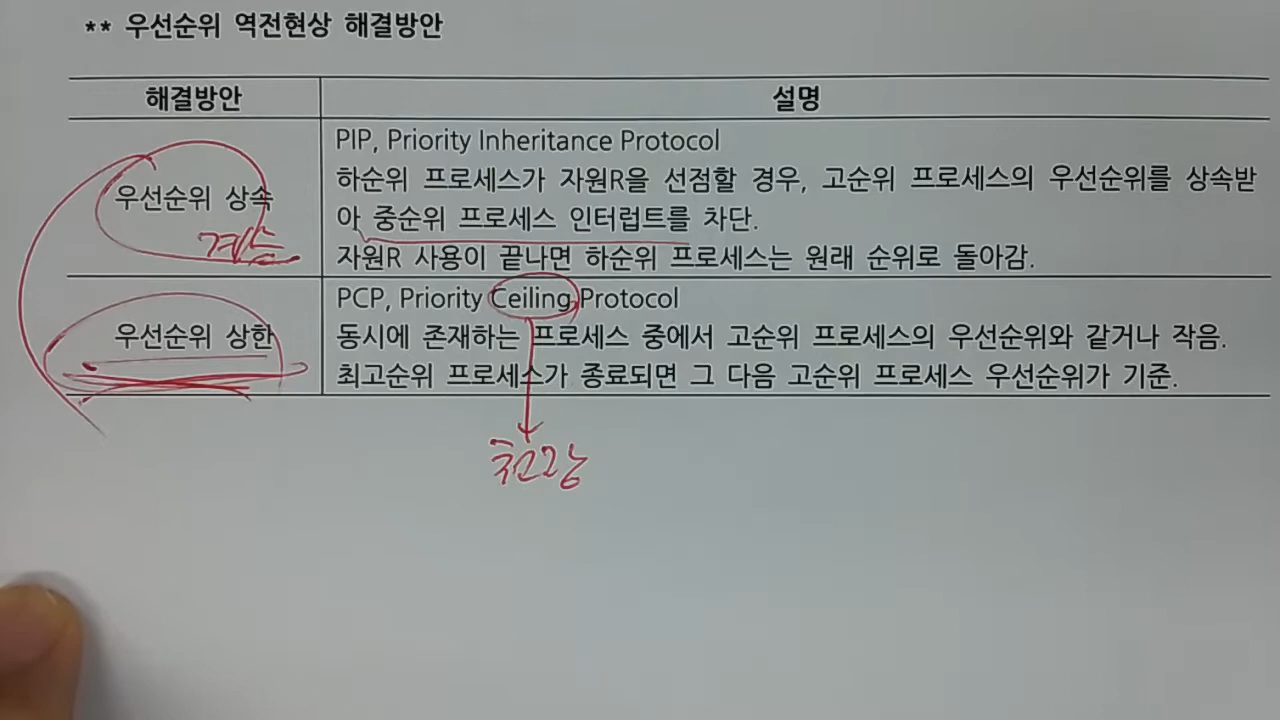 ** 우선순위 역전현상 해결방안
해결방안
설명
우선순위 상속
계승
PIP, Priority Inheritance Protocol
하순위 프로세스가 자원R을 선점할 경우, 고순위 프로세스의 우선순위를 상속받
아 중순위 프로세스 인터럽트를 차단.
자원R 사용이 끝나면 하순위 프로세스는 원래 순위로 돌아감.
우선순위 상한
PCP, Priority Ceiling Protocol
동시에 존재하는 프로세스 중에서 고순위 프로세스의 우선순위와 같거나 작음.
최고순위 프로세스가 종료되면 그 다음 고순위 프로세스 우선순위가 기준.
천장